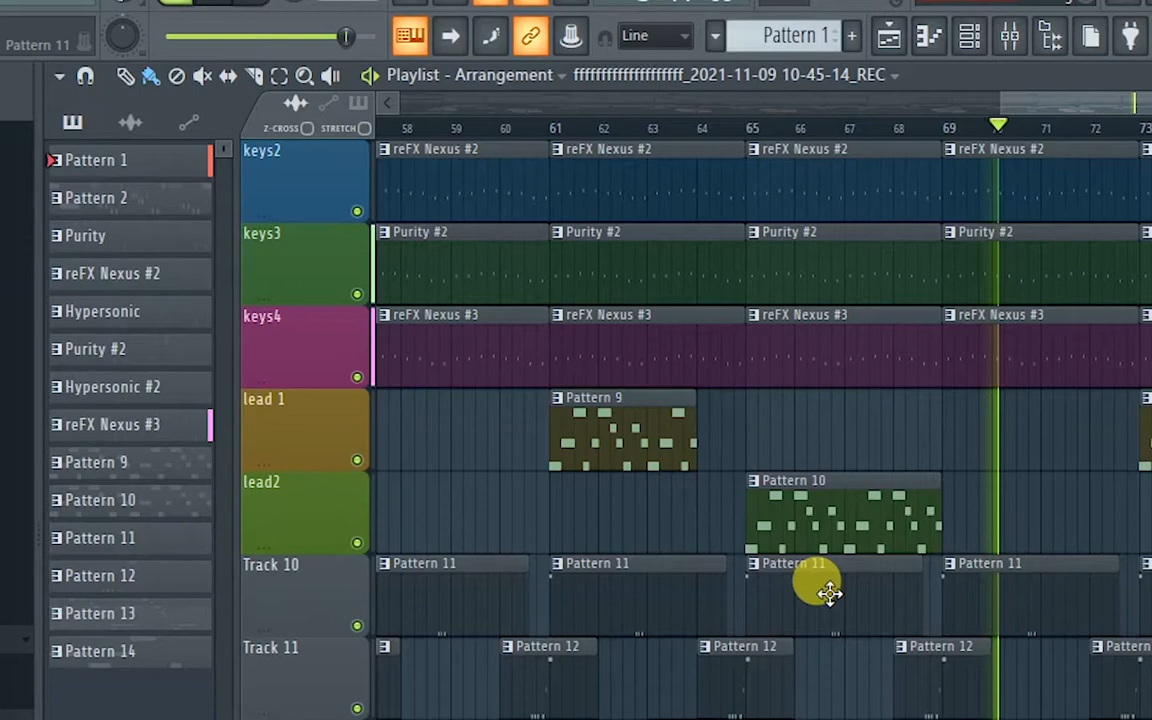 Pattern 11
Line
Pattern 1
+
Playlist - Arrangement
fffffffffffffffffffff_2021-11-09 10-45-14_REC
Z-CROSS
STRETCH
58 59 60 61 62 63 64 65 66 67 68 69 71 72 73
Pattern 1
Pattern 2
Purity
reFX Nexus #2
Hypersonic
Purity #2
Hypersonic #2
reFX Nexus #3
Pattern 9
Pattern 10
Pattern 11
Pattern 12
Pattern 13
Pattern 14
keys2
reFX Nexus #2 reFX Nexus #2 reFX Nexus #2 reFX Nexus #2
keys3
Purity #2 Purity #2 Purity #2 Purity #2
keys4
reFX Nexus #3 reFX Nexus #3 reFX Nexus #3 reFX Nexus #3
lead 1
Pattern 9
lead2
Pattern 10
Track 10
Pattern 11 Pattern 11 Pattern 11 Pattern 11
Track 11
Pattern 12 Pattern 12 Pattern 12 Pattern